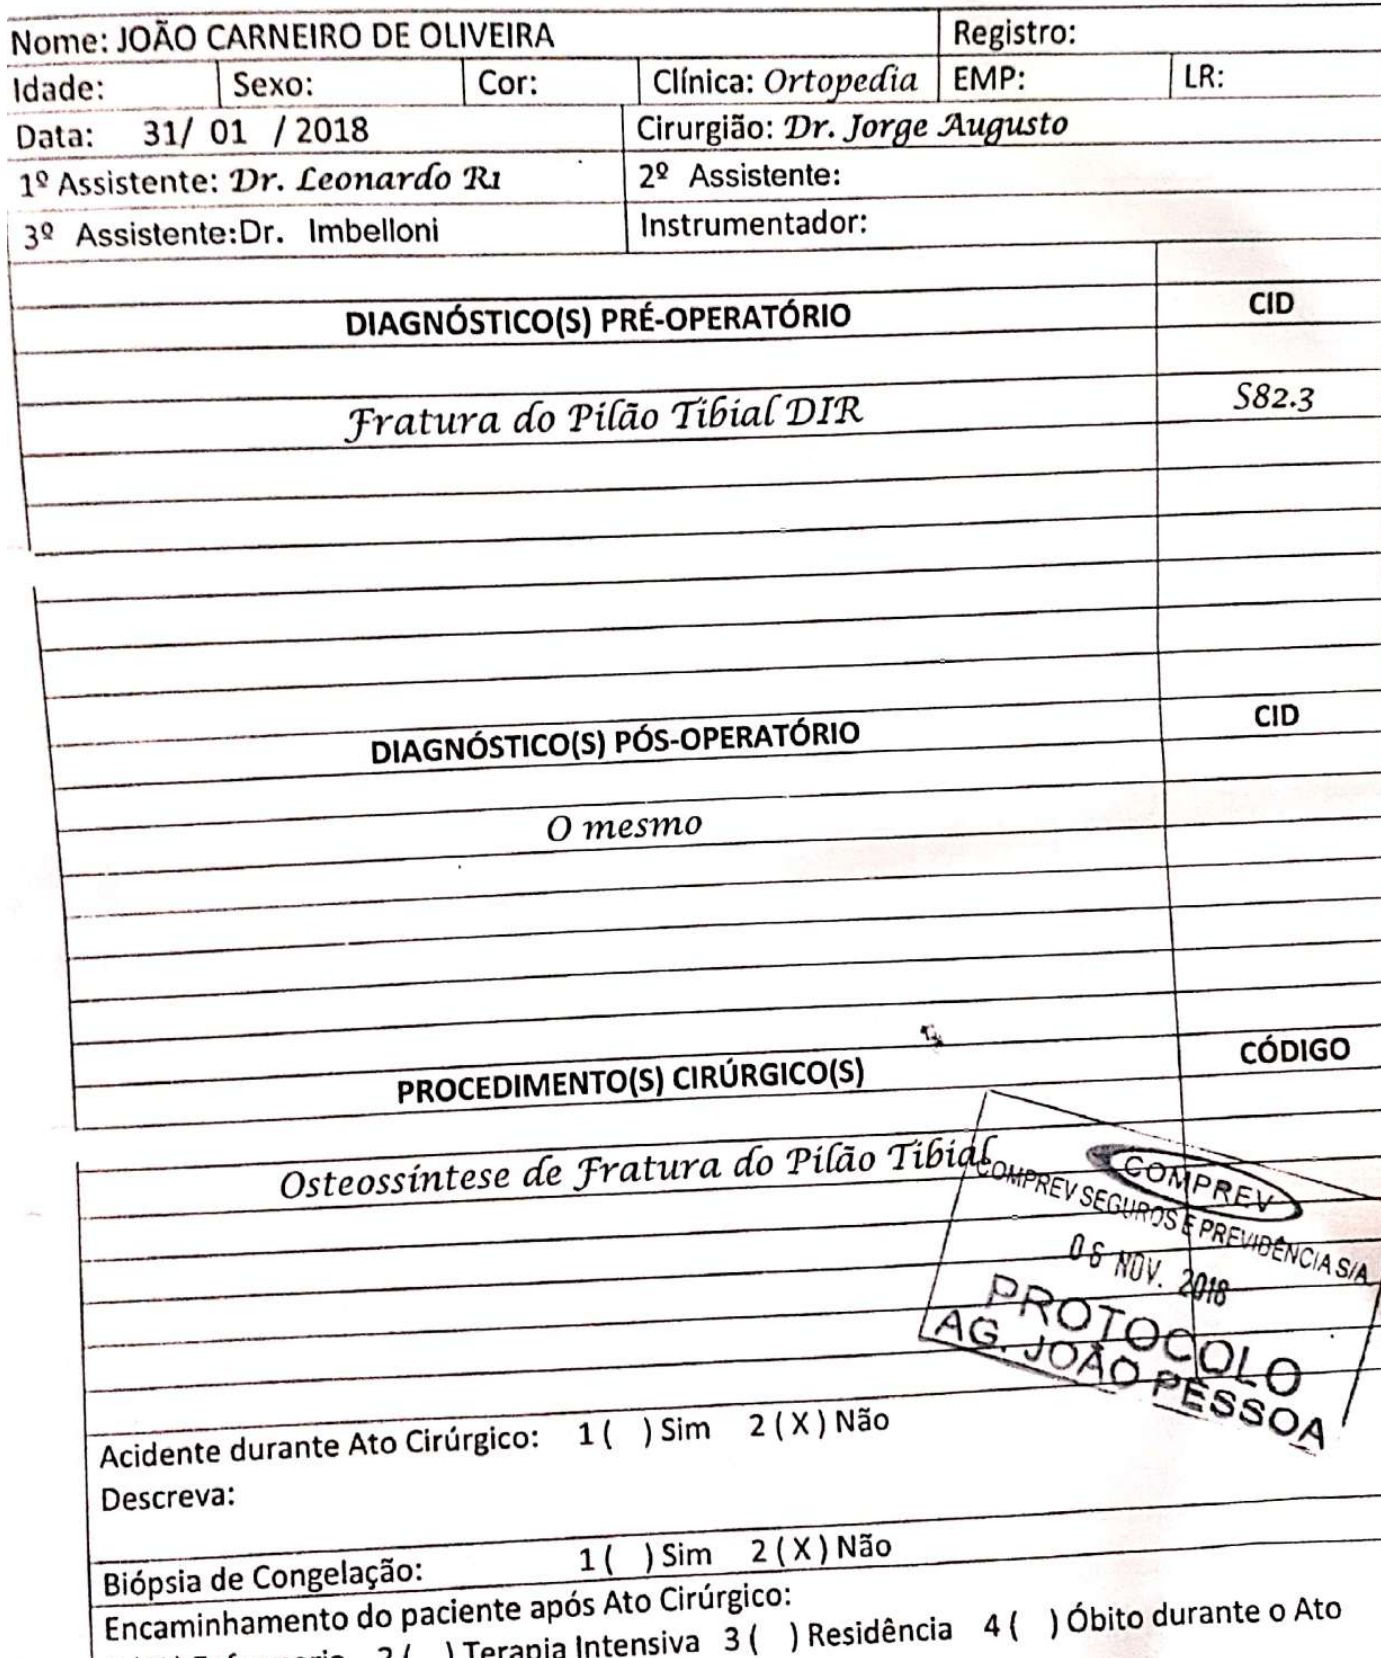 Nome: JOÃO CARNEIRO DE OLIVEIRA Registro:
Idade: Sexo: Cor: Clínica: Ortopedia EMP: LR:
Data: 31/ 01 / 2018 Cirurgião: Dr. Jorge Augusto
1º Assistente: Dr. Leonardo R1 2º Assistente:
3º Assistente:Dr. Imbelloni Instrumentador:
DIAGNÓSTICO(S) PRÉ-OPERATÓRIO CID
Fratura do Pilão Tibial DIR S82.3
DIAGNÓSTICO(S) PÓS-OPERATÓRIO CID
O mesmo
PROCEDIMENTO(S) CIRÚRGICO(S) CÓDIGO
Osteossíntese de Fratura do Pilão Tibial
COMPREV
COMPREV SEGUROS E PREVIDÊNCIA S/A
06 NOV. 2018
PROTOCOLO
AG. JOÃO PESSOA
Acidente durante Ato Cirúrgico: 1 ( ) Sim 2 ( X ) Não
Descreva:
Biópsia de Congelação: 1 ( ) Sim 2 ( X ) Não
Encaminhamento do paciente após Ato Cirúrgico:
2 ( ) Terapia Intensiva 3 ( ) Residência 4 ( ) Óbito durante o Ato